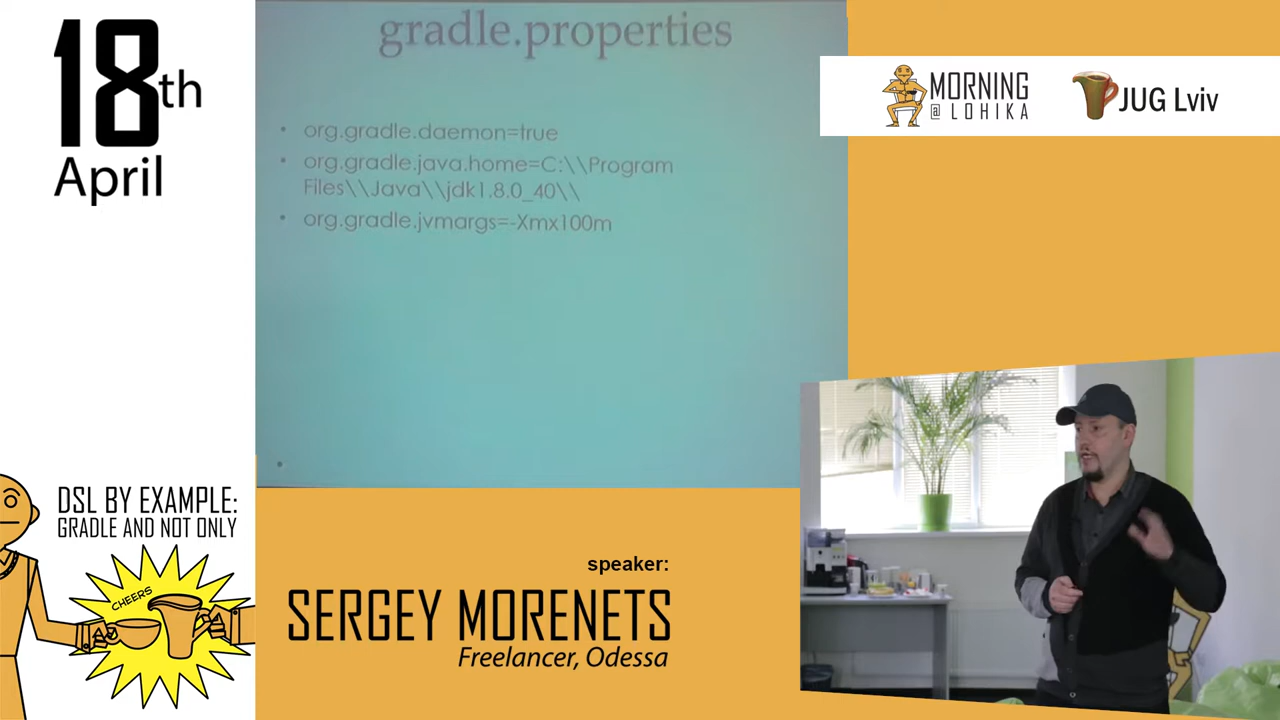 18th
April
gradle.properties
• org.gradle.daemon=true
• org.gradle.java.home=C:\\Program
Files\\Java\\jdk1.8.0_40\\
• org.gradle.jvmargs=-Xmx100m
MORNING
@ LOHIKA
JUG Lviv
DSL BY EXAMPLE:
GRADLE AND NOT ONLY
CHEERS
speaker:
SERGEY MORENETS
Freelancer, Odessa